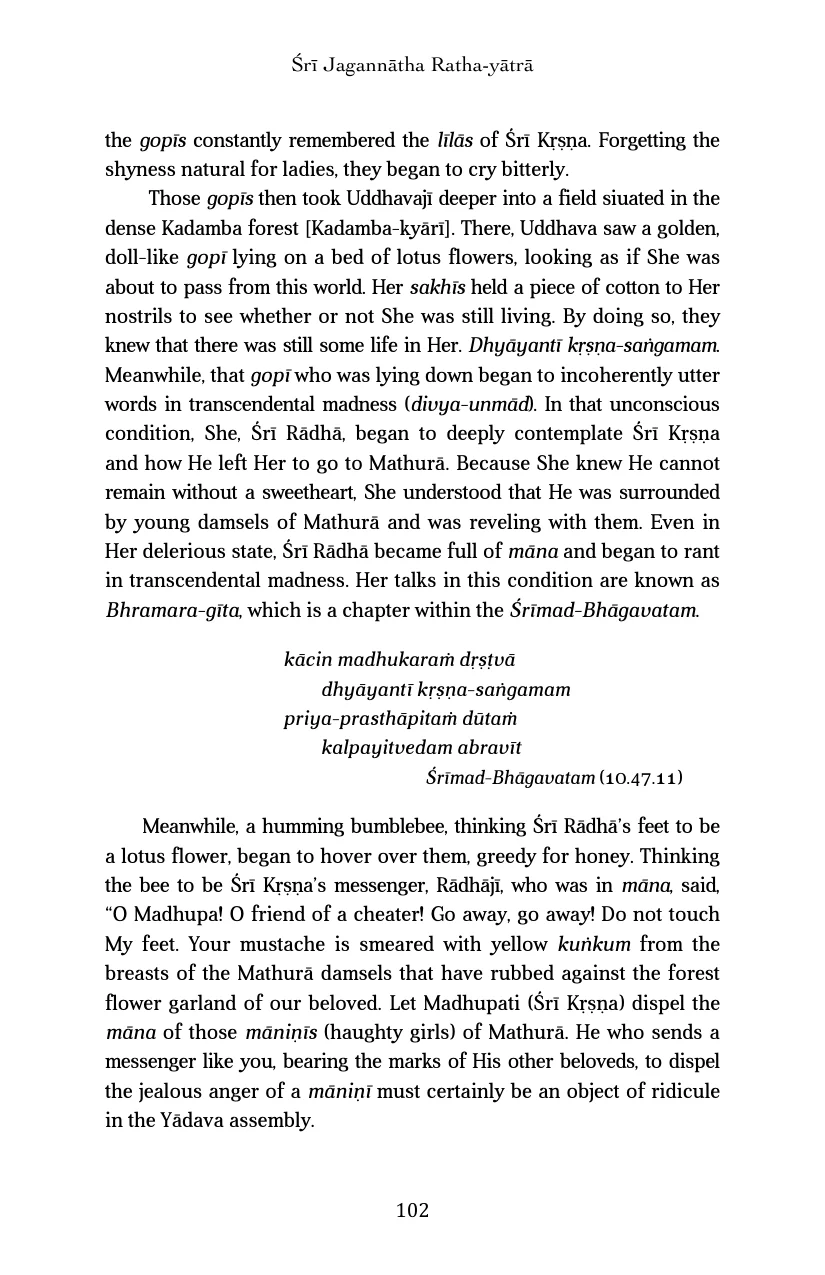 Śrī Jagannātha Ratha-yātrā
the gopīs constantly remembered the līlās of Śrī Kṛṣṇa. Forgetting the
shyness natural for ladies, they began to cry bitterly.
Those gopīs then took Uddhavajī deeper into a field siuated in the
dense Kadamba forest [Kadamba-kyārī]. There, Uddhava saw a golden,
doll-like gopī lying on a bed of lotus flowers, looking as if She was
about to pass from this world. Her sakhīs held a piece of cotton to Her
nostrils to see whether or not She was still living. By doing so, they
knew that there was still some life in Her. Dhyāyantī kṛṣṇa-saṅgamam.
Meanwhile, that gopī who was lying down began to incoherently utter
words in transcendental madness (divya-unmād). In that unconscious
condition, She, Śrī Rādhā, began to deeply contemplate Śrī Kṛṣṇa
and how He left Her to go to Mathurā. Because She knew He cannot
remain without a sweetheart, She understood that He was surrounded
by young damsels of Mathurā and was reveling with them. Even in
Her delerious state, Śrī Rādhā became full of māna and began to rant
in transcendental madness. Her talks in this condition are known as
Bhramara-gīta, which is a chapter within the Śrīmad-Bhāgavatam.
kācin madhukaraṁ dṛṣṭvā
dhyāyantī kṛṣṇa-saṅgamam
priya-prasthāpitaṁ dūtaṁ
kalpayitvedam abravīt
Śrīmad-Bhāgavatam (10.47.11)
Meanwhile, a humming bumblebee, thinking Śrī Rādhā's feet to be
a lotus flower, began to hover over them, greedy for honey. Thinking
the bee to be Śrī Kṛṣṇa's messenger, Rādhājī, who was in māna, said,
“O Madhupa! O friend of a cheater! Go away, go away! Do not touch
My feet. Your mustache is smeared with yellow kuṅkum from the
breasts of the Mathurā damsels that have rubbed against the forest
flower garland of our beloved. Let Madhupati (Śrī Kṛṣṇa) dispel the
māna of those māniṇīs (haughty girls) of Mathurā. He who sends a
messenger like you, bearing the marks of His other beloveds, to dispel
the jealous anger of a māniṇī must certainly be an object of ridicule
in the Yādava assembly.
102